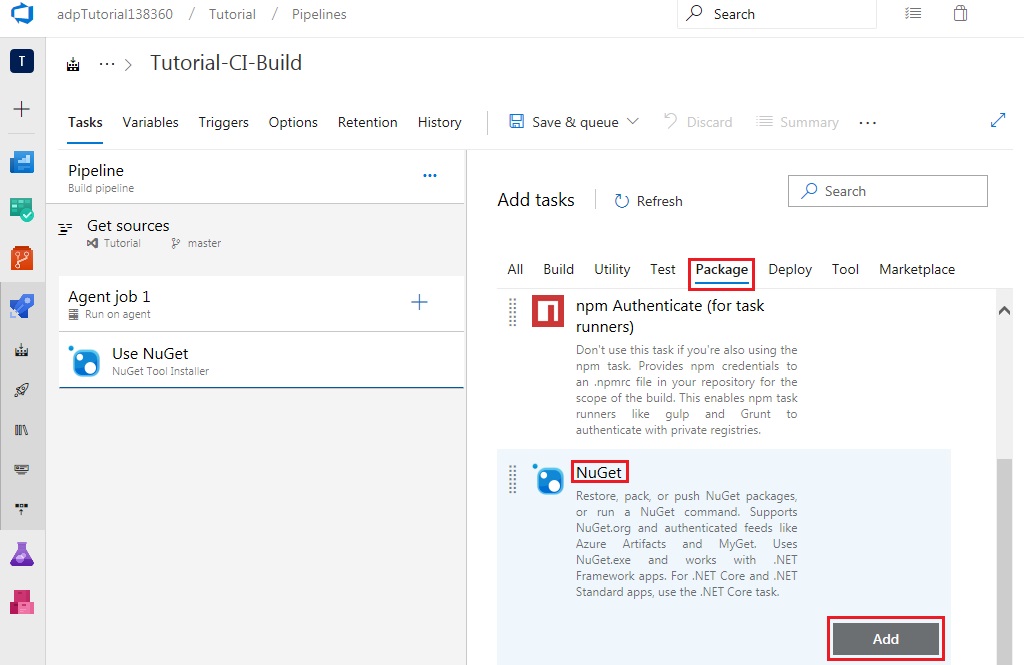 adpTutorial138360 / Tutorial / Pipelines
Search
T
··· > Tutorial-CI-Build
Tasks Variables Triggers Options Retention History
Save & queue Discard Summary ···
Pipeline
Build pipeline
Get sources
Tutorial master
Agent job 1
Run on agent
Use NuGet
NuGet Tool Installer
Add tasks Refresh
Search
All Build Utility Test Package Deploy Tool Marketplace
npm Authenticate (for task
runners)
Don't use this task if you're also using the
npm task. Provides npm credentials to
an .npmrc file in your repository for the
scope of the build. This enables npm task
runners like gulp and Grunt to
authenticate with private registries.
NuGet
Restore, pack, or push NuGet packages,
or run a NuGet command. Supports
NuGet.org and authenticated feeds like
Azure Artifacts and MyGet. Uses
NuGet.exe and works with .NET
Framework apps. For .NET Core and .NET
Standard apps, use the .NET Core task.
Add